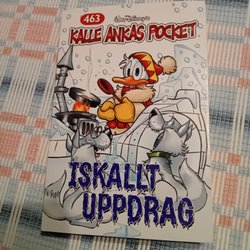 463
Walt Disney's
KALLE ANKAS POCKET
ISKALLT
UPPDRAG